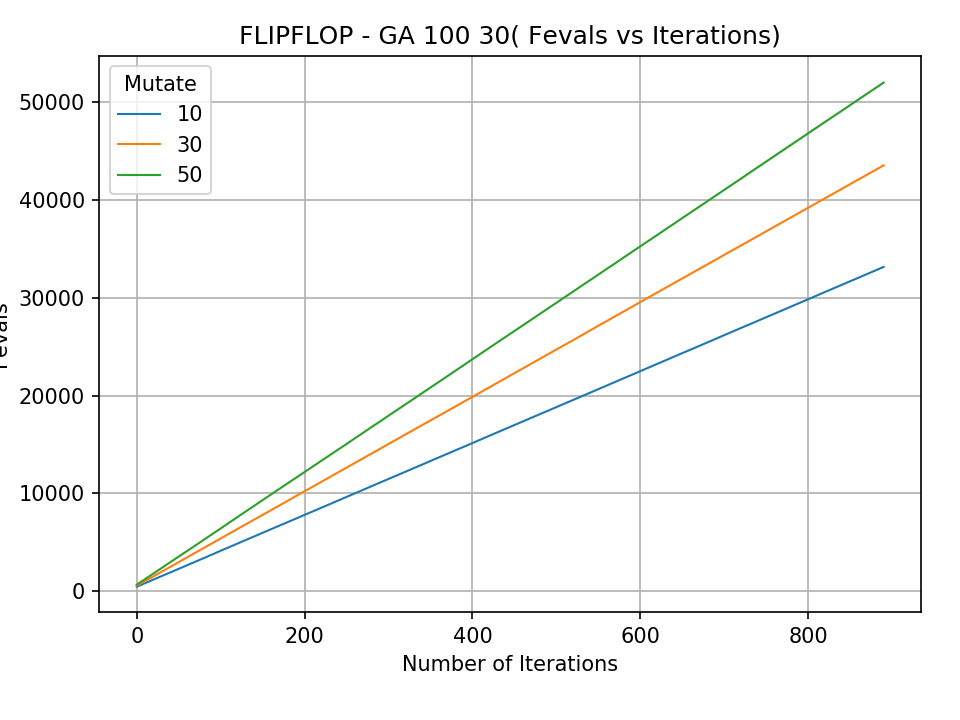 FLIPFLOP - GA 100 30( Fevals vs Iterations)
Mutate
10
30
50
50000
40000
30000
20000
10000
0
Fevals
0 200 400 600 800
Number of Iterations